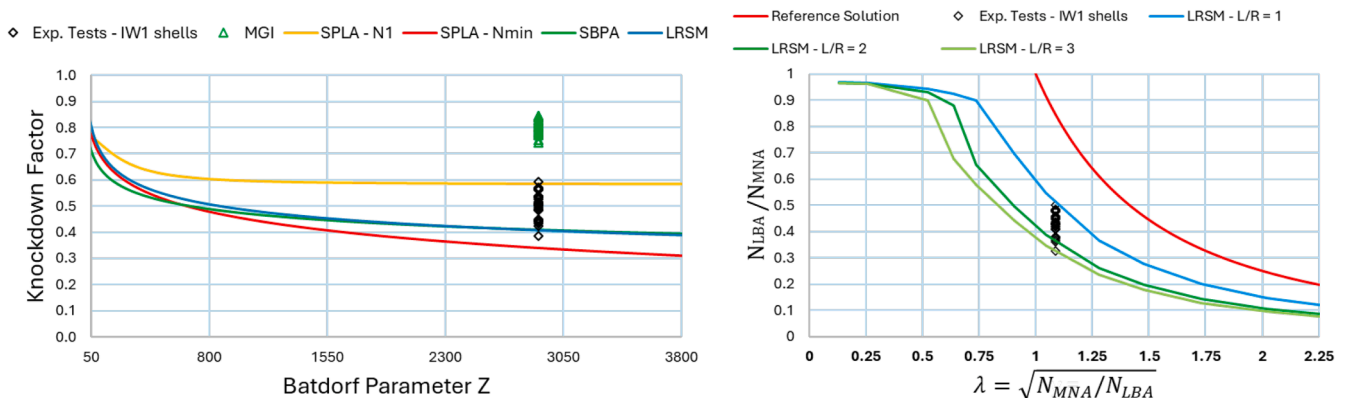 Exp. Tests - IW1 shells MGI SPLA - N1 SPLA - Nmin SBPA LRSM
1.0
0.9
0.8
0.7
0.6
0.5
0.4
0.3
0.2
0.1
0.0
Knockdown Factor
50 800 1550 2300 3050 3800
Batdorf Parameter Z
Reference Solution Exp. Tests - IW1 shells LRSM - L/R = 1
LRSM - L/R = 2 LRSM - L/R = 3
1
0.9
0.8
0.7
0.6
0.5
0.4
0.3
0.2
0.1
0
N_LBA / N_MNA
0 0.25 0.5 0.75 1 1.25 1.5 1.75 2 2.25
λ = √N_MNA/N_LBA